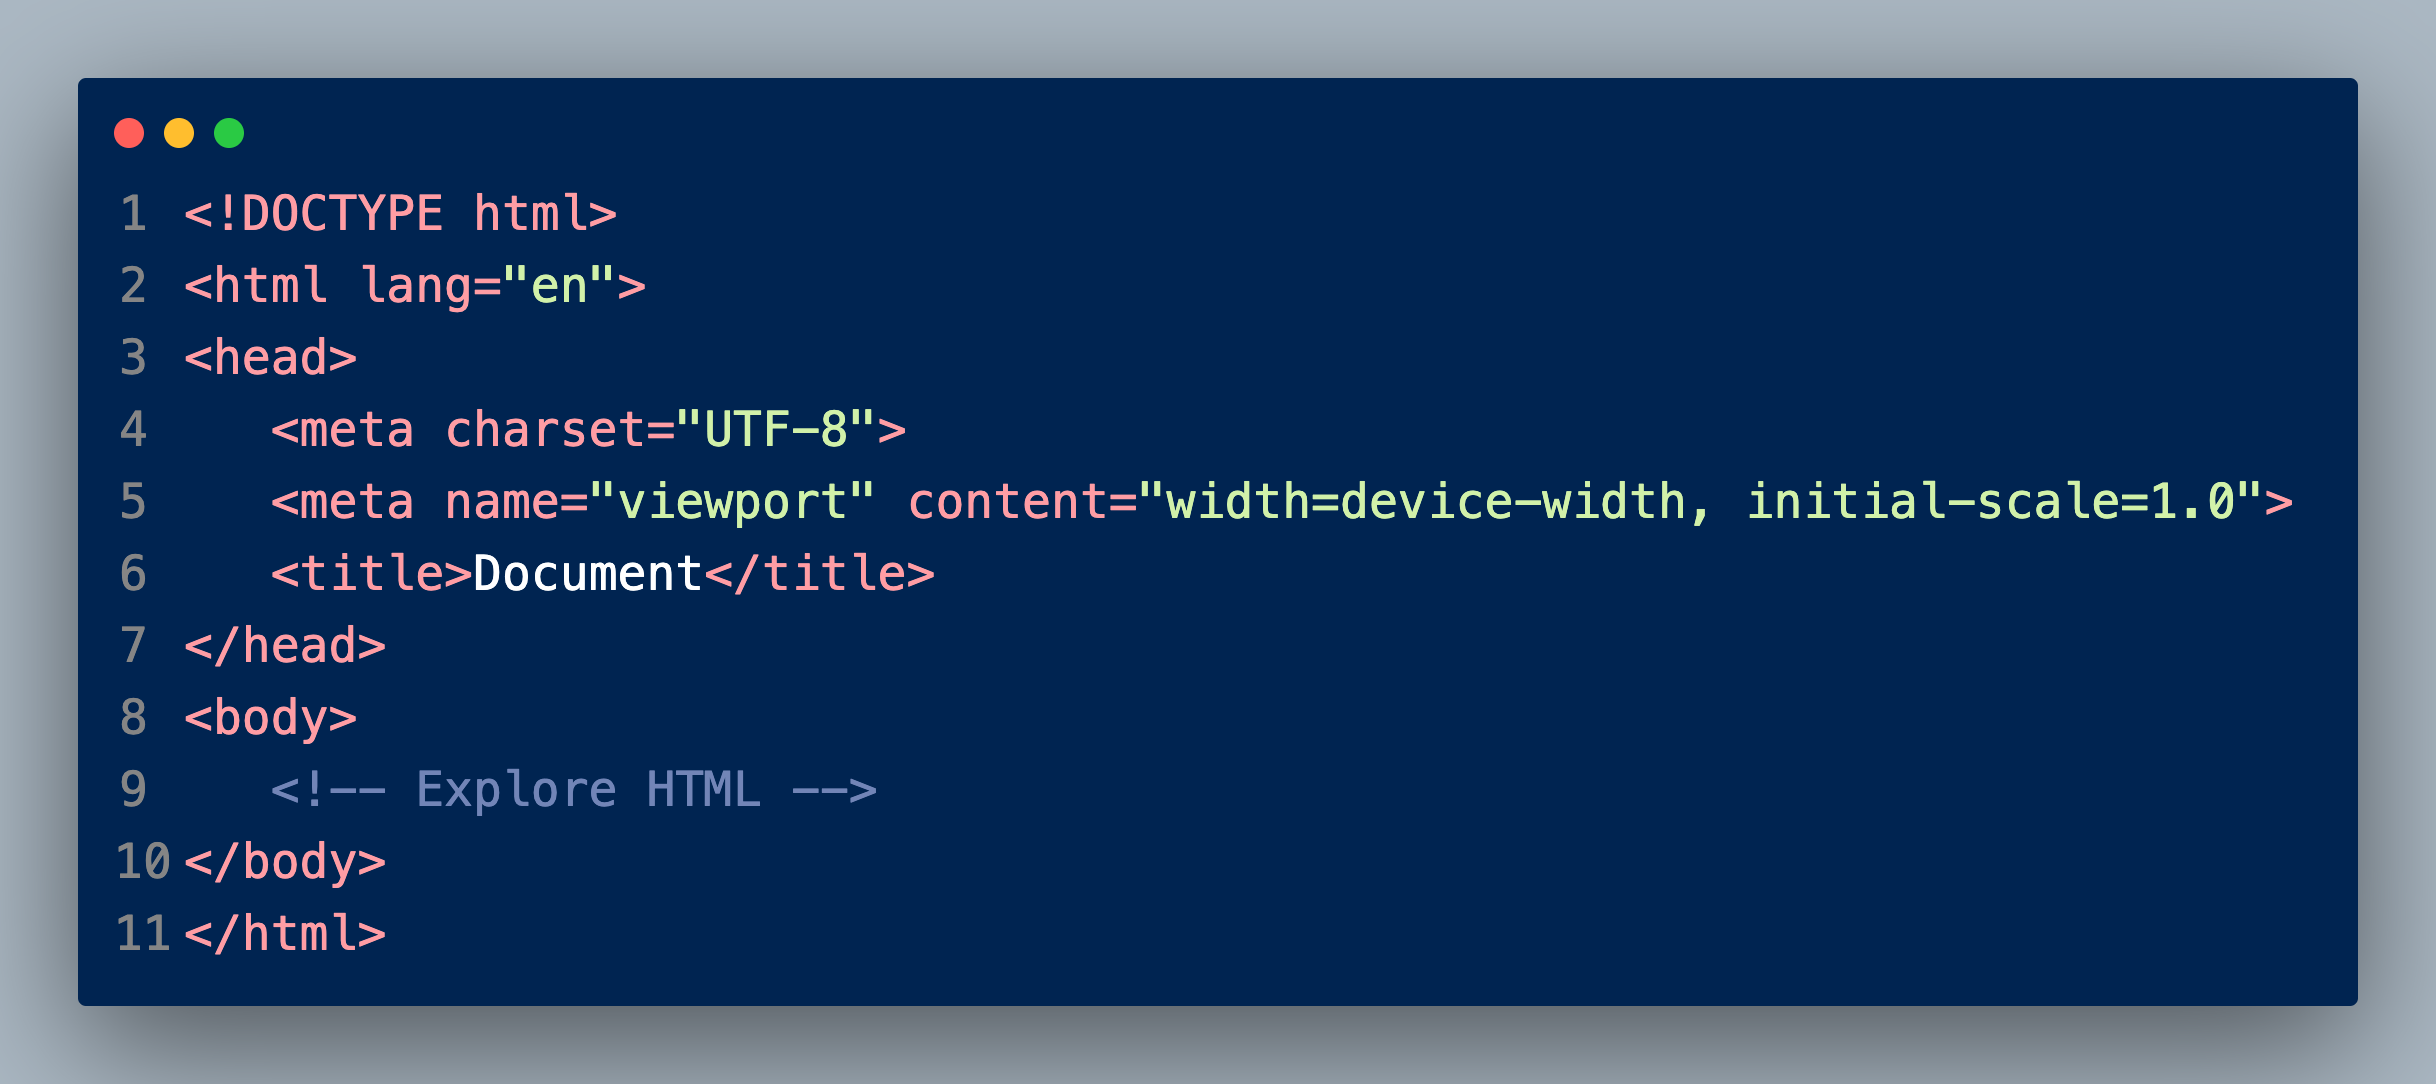 1 <!DOCTYPE html>
2 <html lang="en">
3 <head>
4    <meta charset="UTF-8">
5    <meta name="viewport" content="width=device-width, initial-scale=1.0">
6    <title>Document</title>
7 </head>
8 <body>
9    <!-- Explore HTML -->
10 </body>
11 </html>